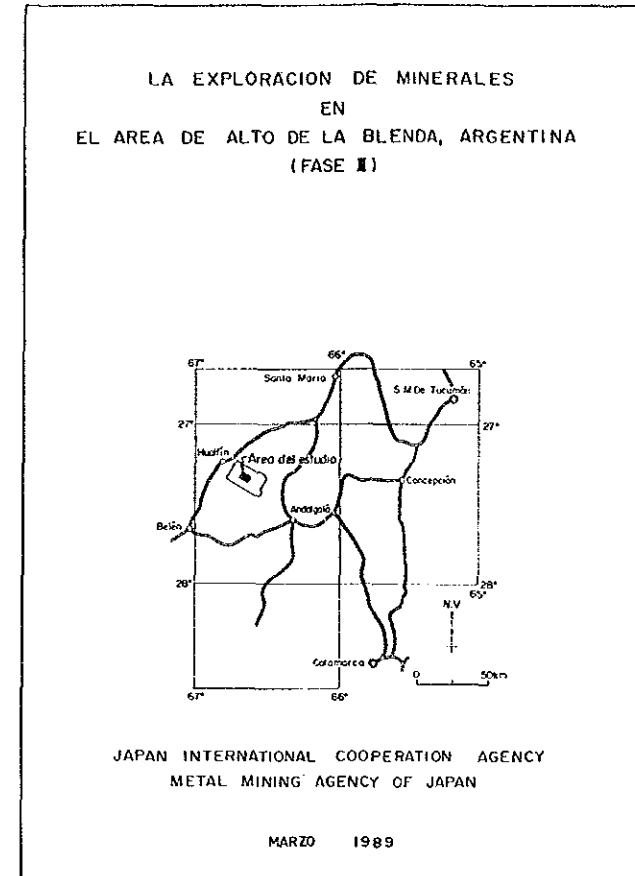 LA EXPLORACION DE MINERALES
EN
EL AREA DE ALTO DE LA BLENDA, ARGENTINA
(FASE II)
67° 66° 65°
Santa María
S.M.De Tucumán
27° 27°
Hualfín
Area del estudio
Concepción
Andalgalá
Belén
28° 28°
65°
N.V
Catamarca
0 50km
67° 66°
JAPAN INTERNATIONAL COOPERATION AGENCY
METAL MINING AGENCY OF JAPAN
MARZO 1989